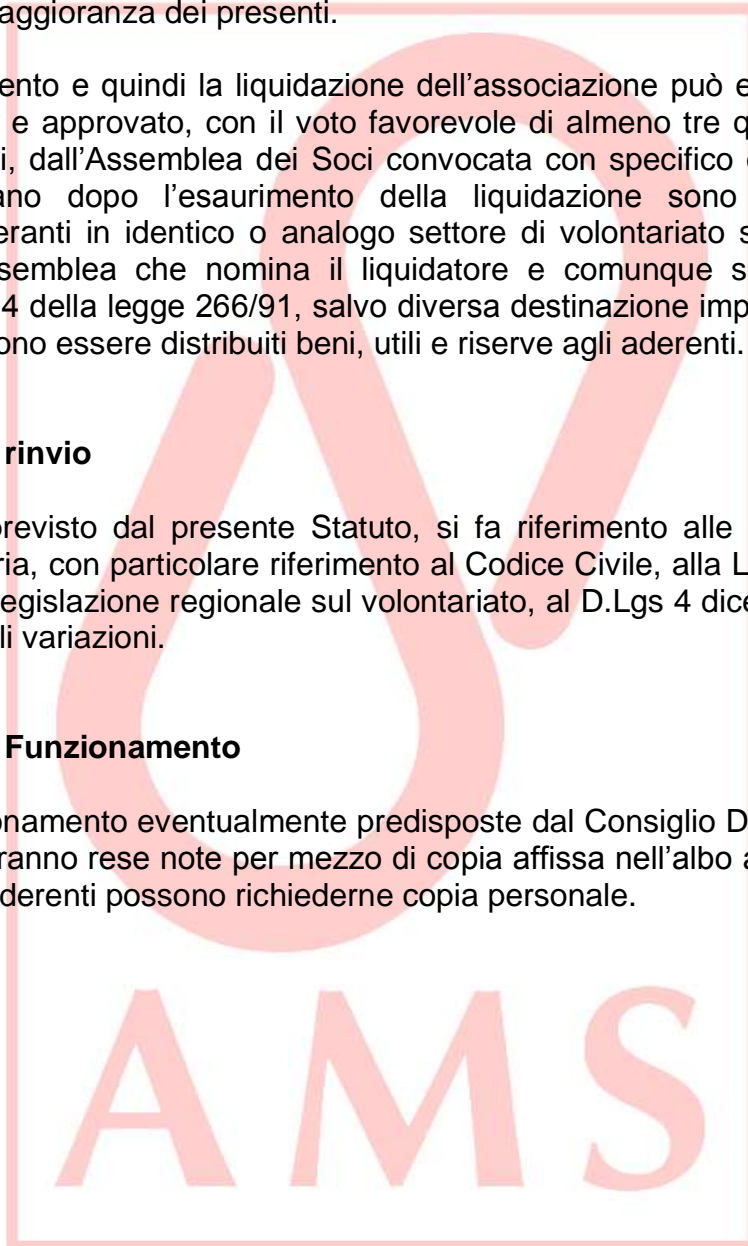 aggioranza dei presenti.
ento e quindi la liquidazione dell’associazione può e
e approvato, con il voto favorevole di almeno tre q
i, dall’Assemblea dei Soci convocata con specifico
ano dopo l’esaurimento della liquidazione sono
eranti in identico o analogo settore di volontariato s
ssemblea che nomina il liquidatore e comunque s
4 della legge 266/91, salvo diversa destinazione imp
ono essere distribuiti beni, utili e riserve agli aderenti.
rinvio
previsto dal presente Statuto, si fa riferimento alle
ria, con particolare riferimento al Codice Civile, alla L
egislazione regionale sul volontariato, al D.Lgs 4 dice
li variazioni.
Funzionamento
onamento eventualmente predisposte dal Consiglio D
ranno rese note per mezzo di copia affissa nell’albo a
derenti possono richiederne copia personale.
AMS